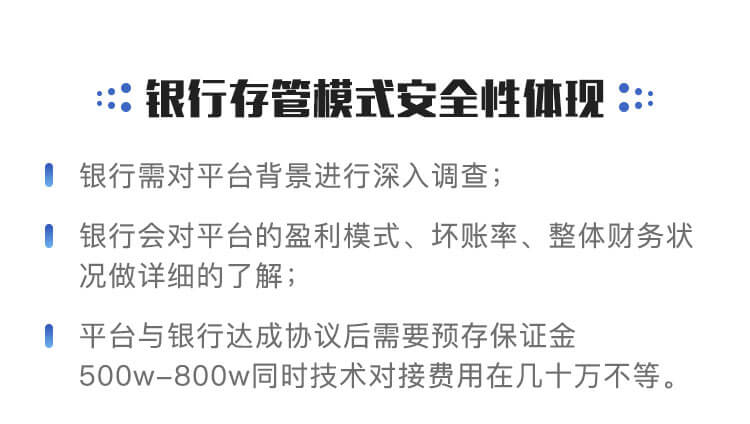 银行存管模式安全性体现
银行需对平台背景进行深入调查；
银行会对平台的盈利模式、坏账率、整体财务状
况做详细的了解；
平台与银行达成协议后需要预存保证金
500w-800w同时技术对接费用在几十万不等。